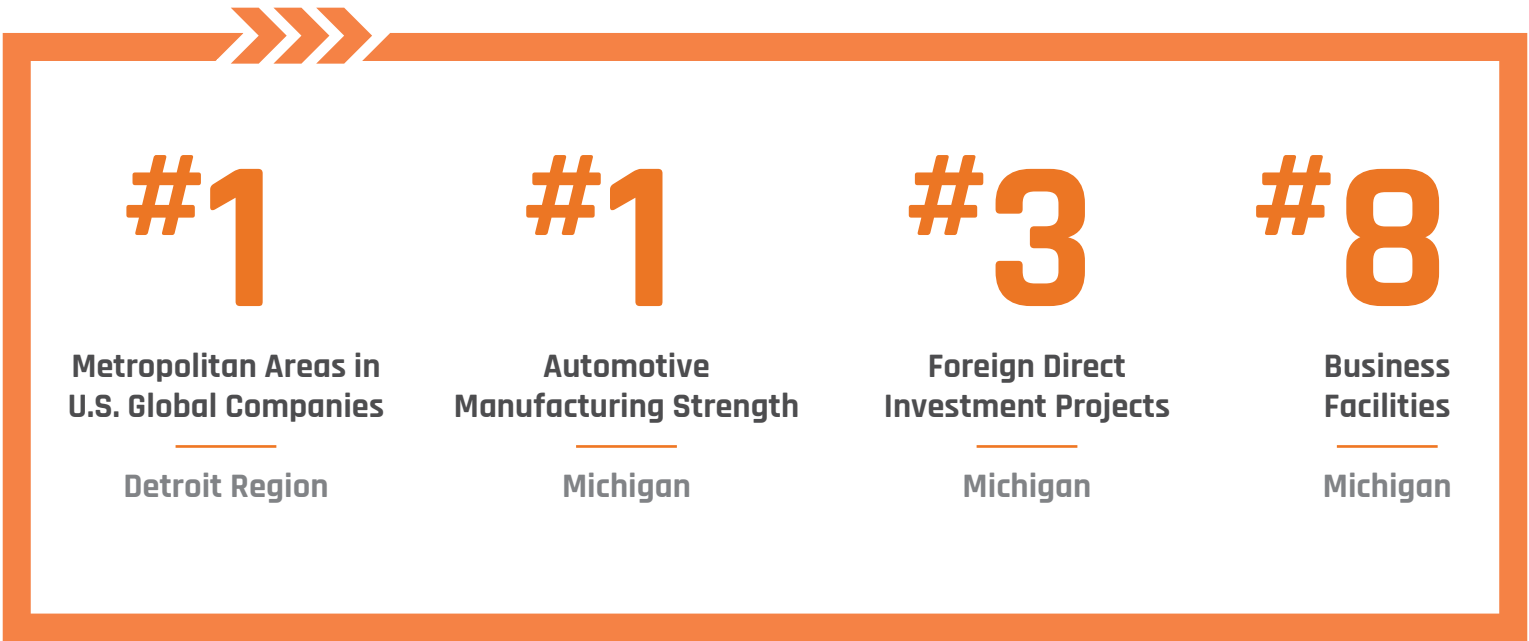 #1
Metropolitan Areas in
U.S. Global Companies
Detroit Region
#1
Automotive
Manufacturing Strength
Michigan
#3
Foreign Direct
Investment Projects
Michigan
#8
Business
Facilities
Michigan